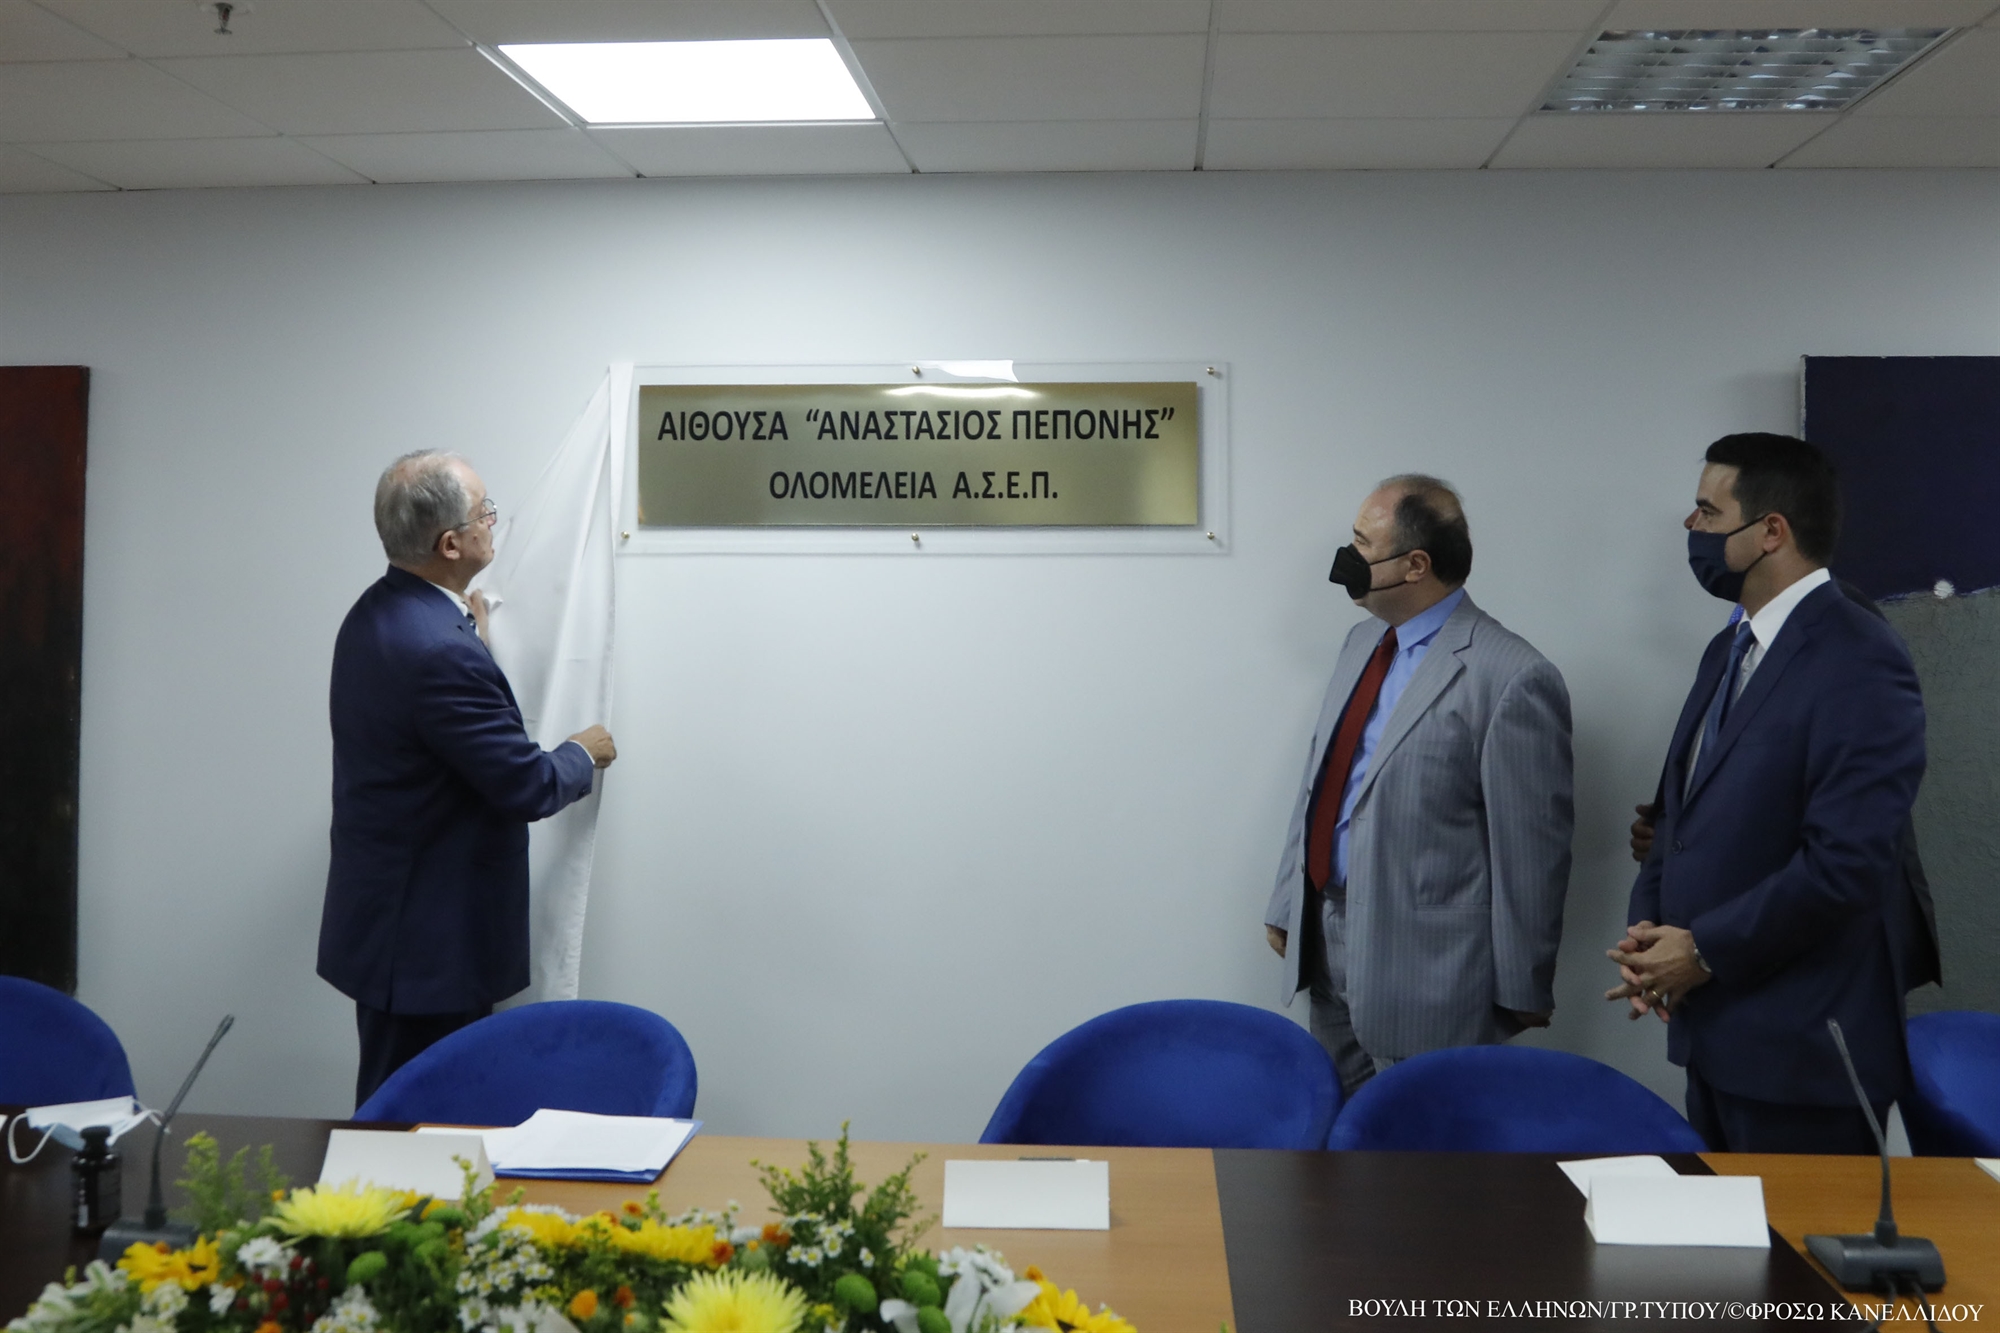 ΑΙΘΟΥΣΑ “ΑΝΑΣΤΑΣΙΟΣ ΠΕΠΟΝΗΣ”
ΟΛΟΜΕΛΕΙΑ Α.Σ.Ε.Π.
ΒΟΥΛΗ ΤΩΝ ΕΛΛΗΝΩΝ/ΓΡ.ΤΥΠΟΥ/©ΦΡΟΣΩ ΚΑΝΕΛΛΙΔΟΥ